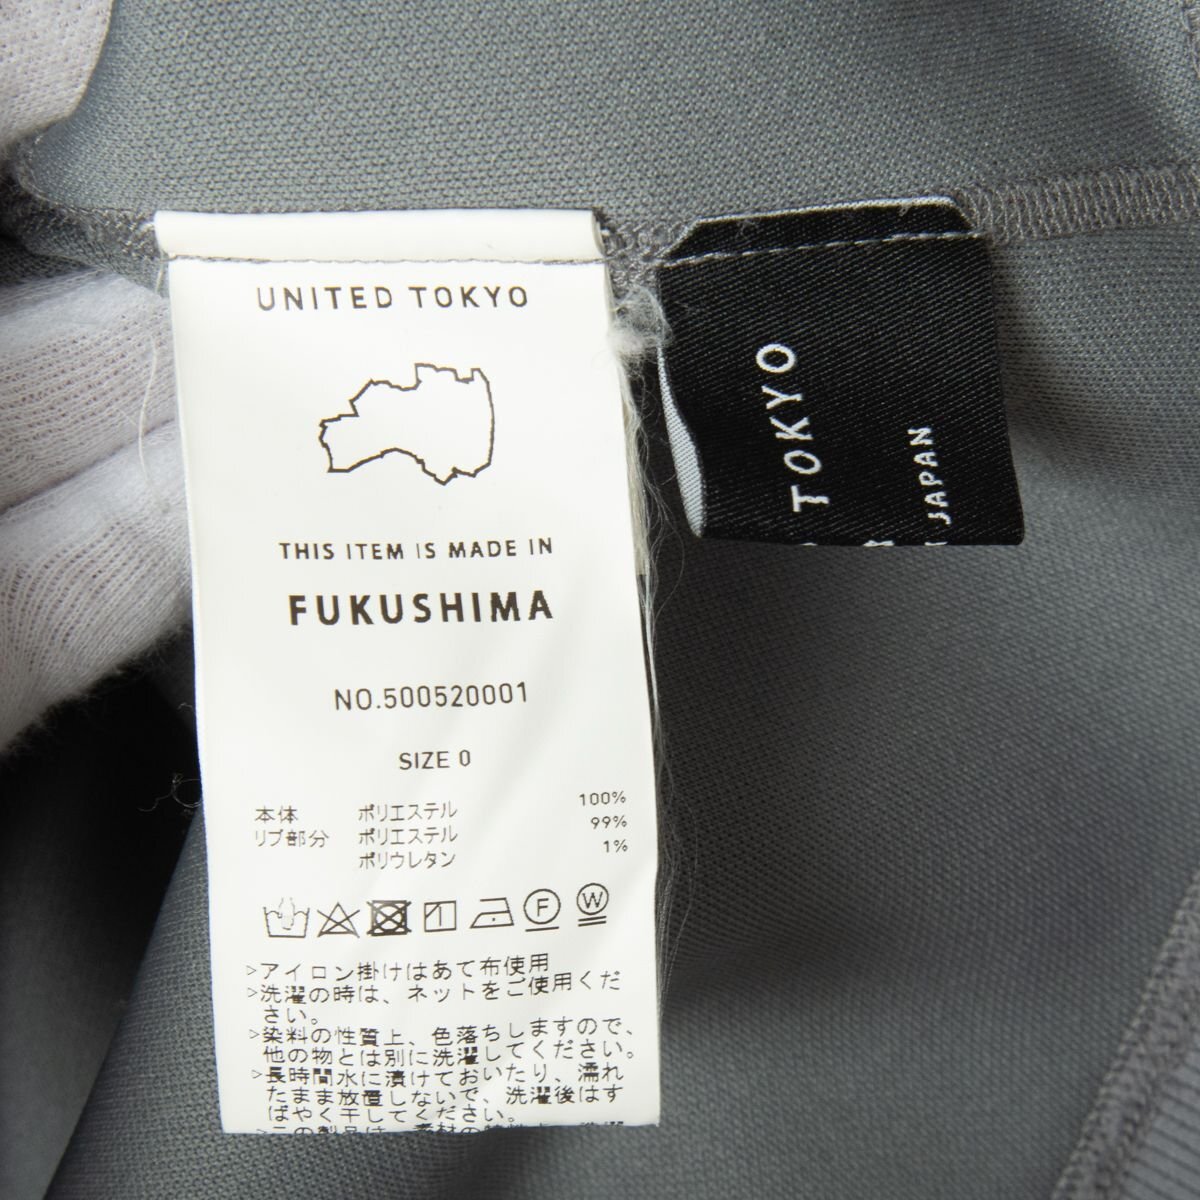 UNITED TOKYO
THIS ITEM IS MADE IN
FUKUSHIMA
NO.500520001
SIZE 0
本体 ポリエステル 100%
リブ部分 ポリエステル 99%
ポリウレタン 1%
F W
>アイロン掛けはあて布使用
>洗濯の時は、ネットをご使用くだ
さい。
>染料の性質上、色落ちしますので、
他の物とは別に洗濯してください。
>長時間水に漬けておいたり、濡れ
たまま放置しないで、洗濯後はす
ばやく干してください。
TOKYO
JAPAN